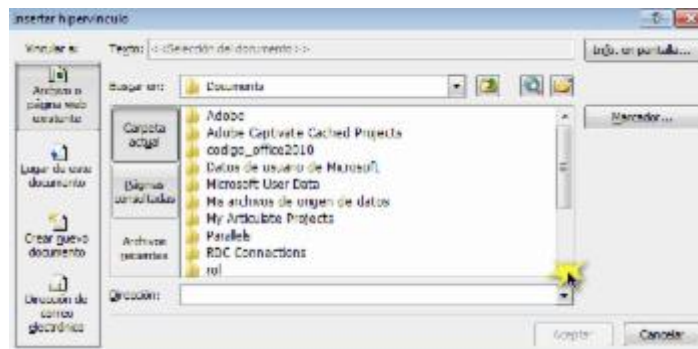 Insertar hipervínculo
Vincular a:
Texto: <<Selección del documento>>
Info. en pantalla...
Archivo o
página web
existente
Buscar en:
Documents
Marcador...
Carpeta
actual
Adobe
Adobe Captivate Cached Projects
codigo_office2010
Datos de usuario de Microsoft
Microsoft User Data
Mis archivos de origen de datos
My Articulate Projects
Parallels
RDC Connections
rol
Lugar de este
documento
Páginas
consultadas
Crear nuevo
documento
Archivos
recientes
Dirección de
correo
electrónico
Dirección:
Aceptar
Cancelar